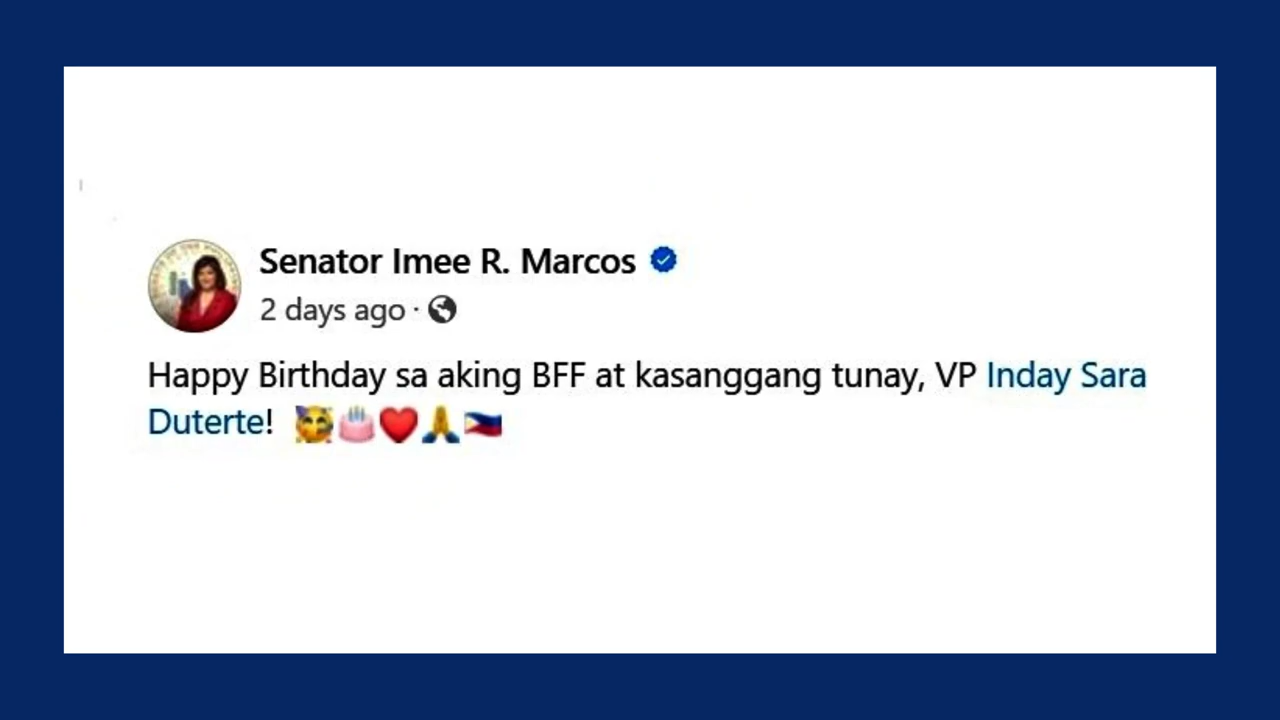 Senator Imee R. Marcos
2 days ago ·
Happy Birthday sa aking BFF at kasanggang tunay, VP Inday Sara
Duterte! 🥳🎂❤️🙏🇵🇭